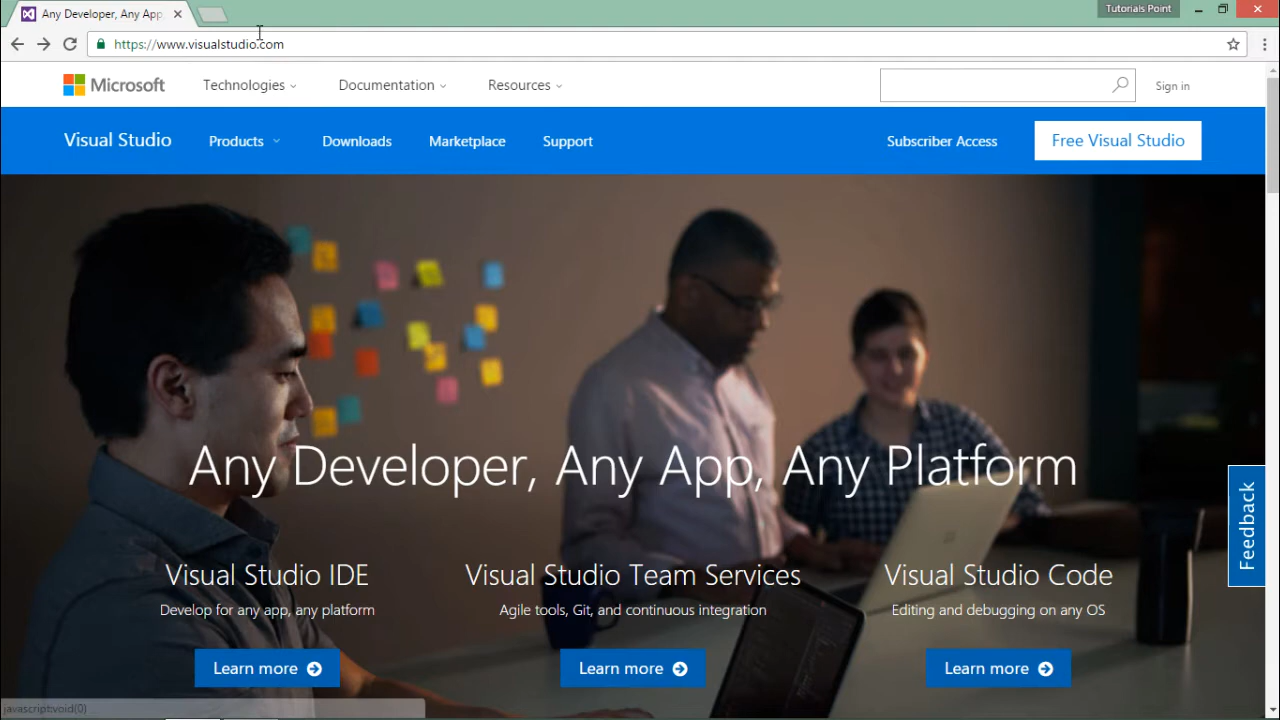 Any Developer, Any App,
Tutorials Point
https://www.visualstudio.com
Microsoft
Technologies
Documentation
Resources
Sign in
Visual Studio
Products
Downloads
Marketplace
Support
Subscriber Access
Free Visual Studio
Any Developer, Any App, Any Platform
Feedback
Visual Studio IDE
Develop for any app, any platform
Learn more
Visual Studio Team Services
Agile tools, Git, and continuous integration
Learn more
Visual Studio Code
Editing and debugging on any OS
Learn more
javascript:void(0)